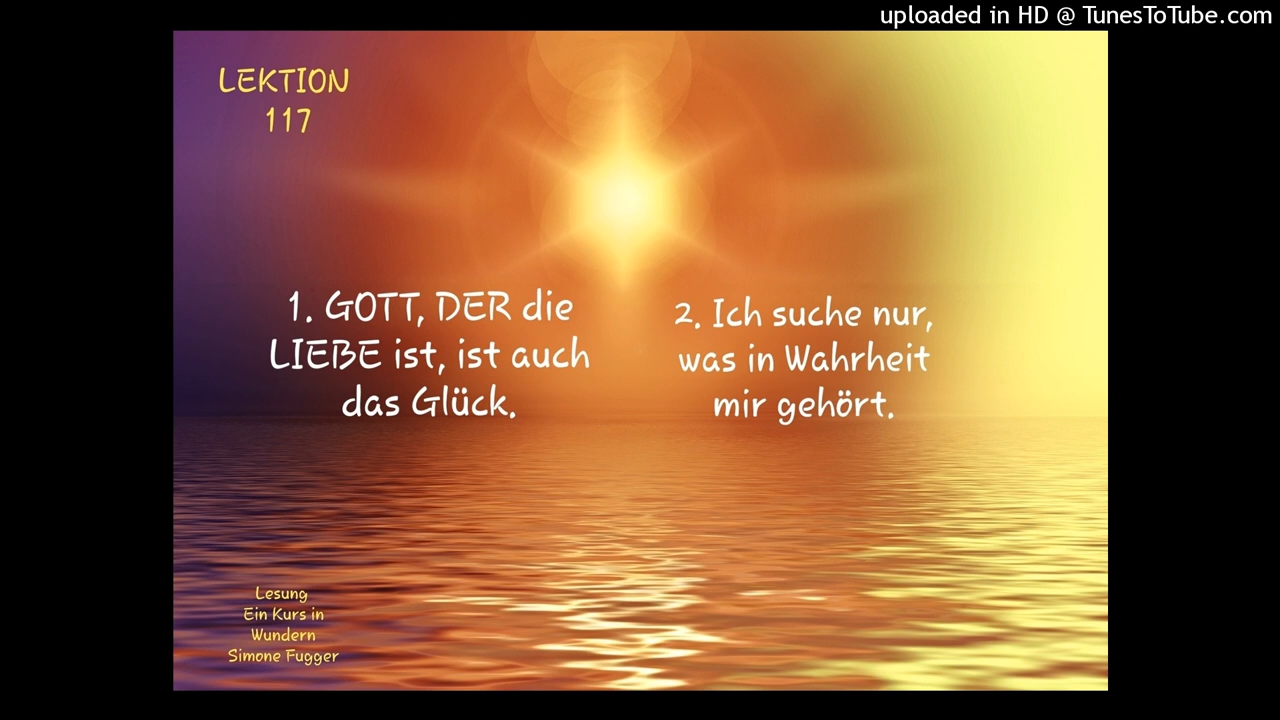 uploaded in HD @ TunesToTube.com
LEKTION
117
1. GOTT, DER die
LIEBE ist, ist auch
das Glück.
2. Ich suche nur,
was in Wahrheit
mir gehört.
Lesung
Ein Kurs in
Wundern
Simone Fugger